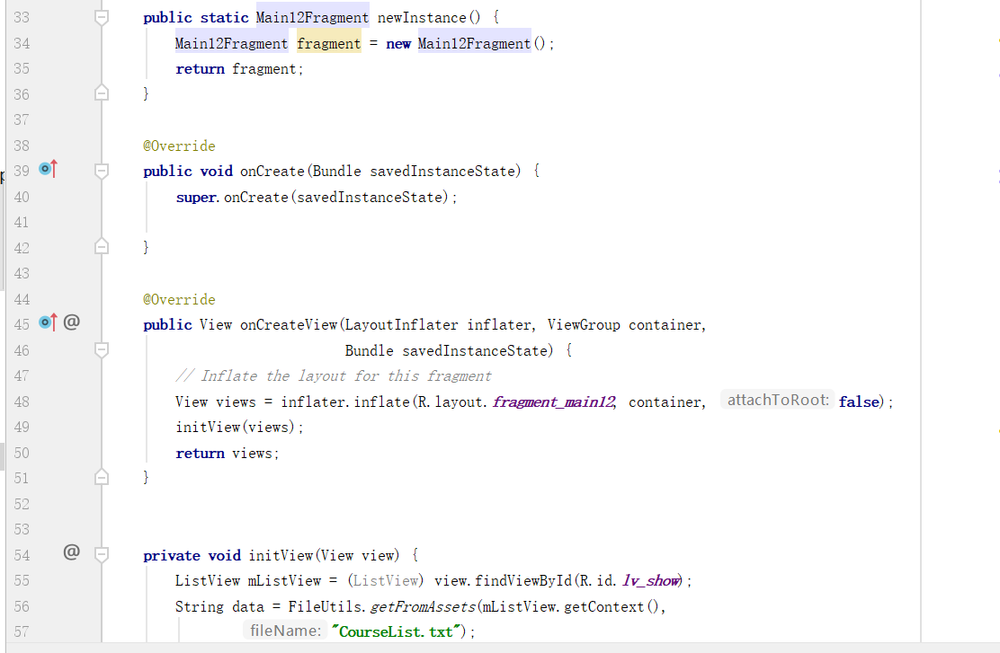 33 public static Main12Fragment newInstance() {
34 Main12Fragment fragment = new Main12Fragment();
35 return fragment;
36 }
37
38 @Override
39 public void onCreate(Bundle savedInstanceState) {
40 super.onCreate(savedInstanceState);
41
42 }
43
44 @Override
45 @ public View onCreateView(LayoutInflater inflater, ViewGroup container,
46 Bundle savedInstanceState) {
47 // Inflate the layout for this fragment
48 View views = inflater.inflate(R.layout.fragment_main12, container, attachToRoot: false);
49 initView(views);
50 return views;
51 }
52
53
54 @ private void initView(View view) {
55 ListView mListView = (ListView) view.findViewById(R.id.lv_show);
56 String data = FileUtils.getFromAssets(mListView.getContext(),
57 fileName: "CourseList.txt");